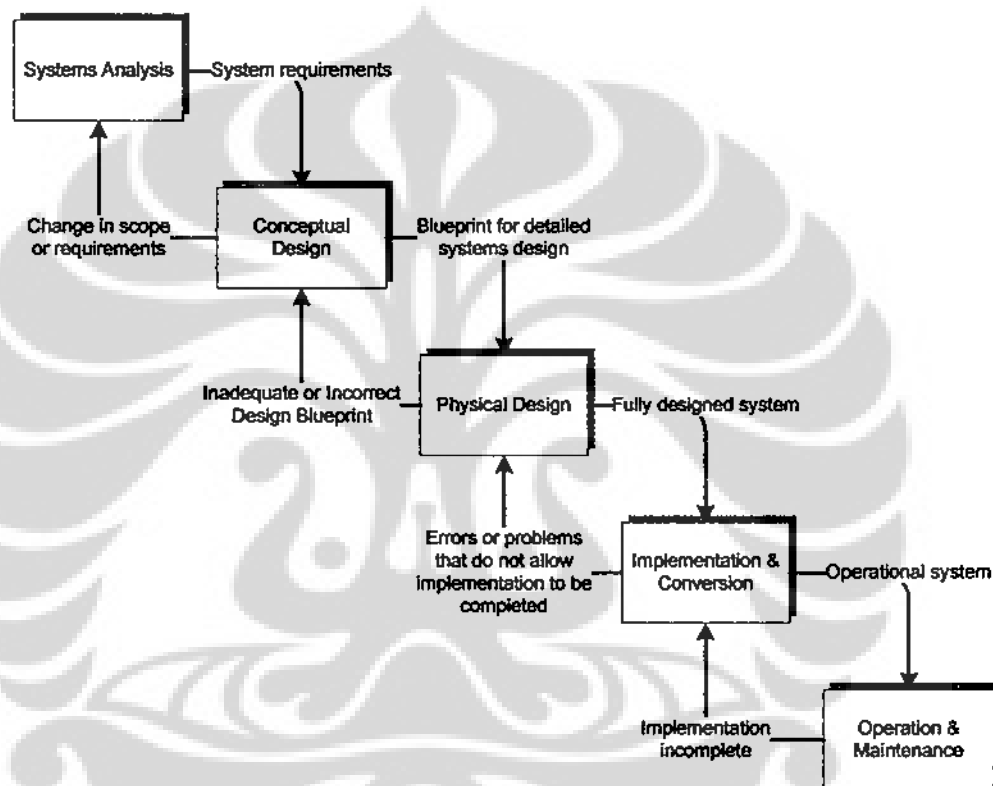 Systems Analysis
System requirements
Change in scope
or requirements
Conceptual
Design
Blueprint for detailed
systems design
Inadequate or Incorrect
Design Blueprint
Physical Design
Fully designed system
Errors or problems
that do not allow
implementation to be
completed
Implementation &
Conversion
Operational system
Implementation
incomplete
Operation &
Maintenance